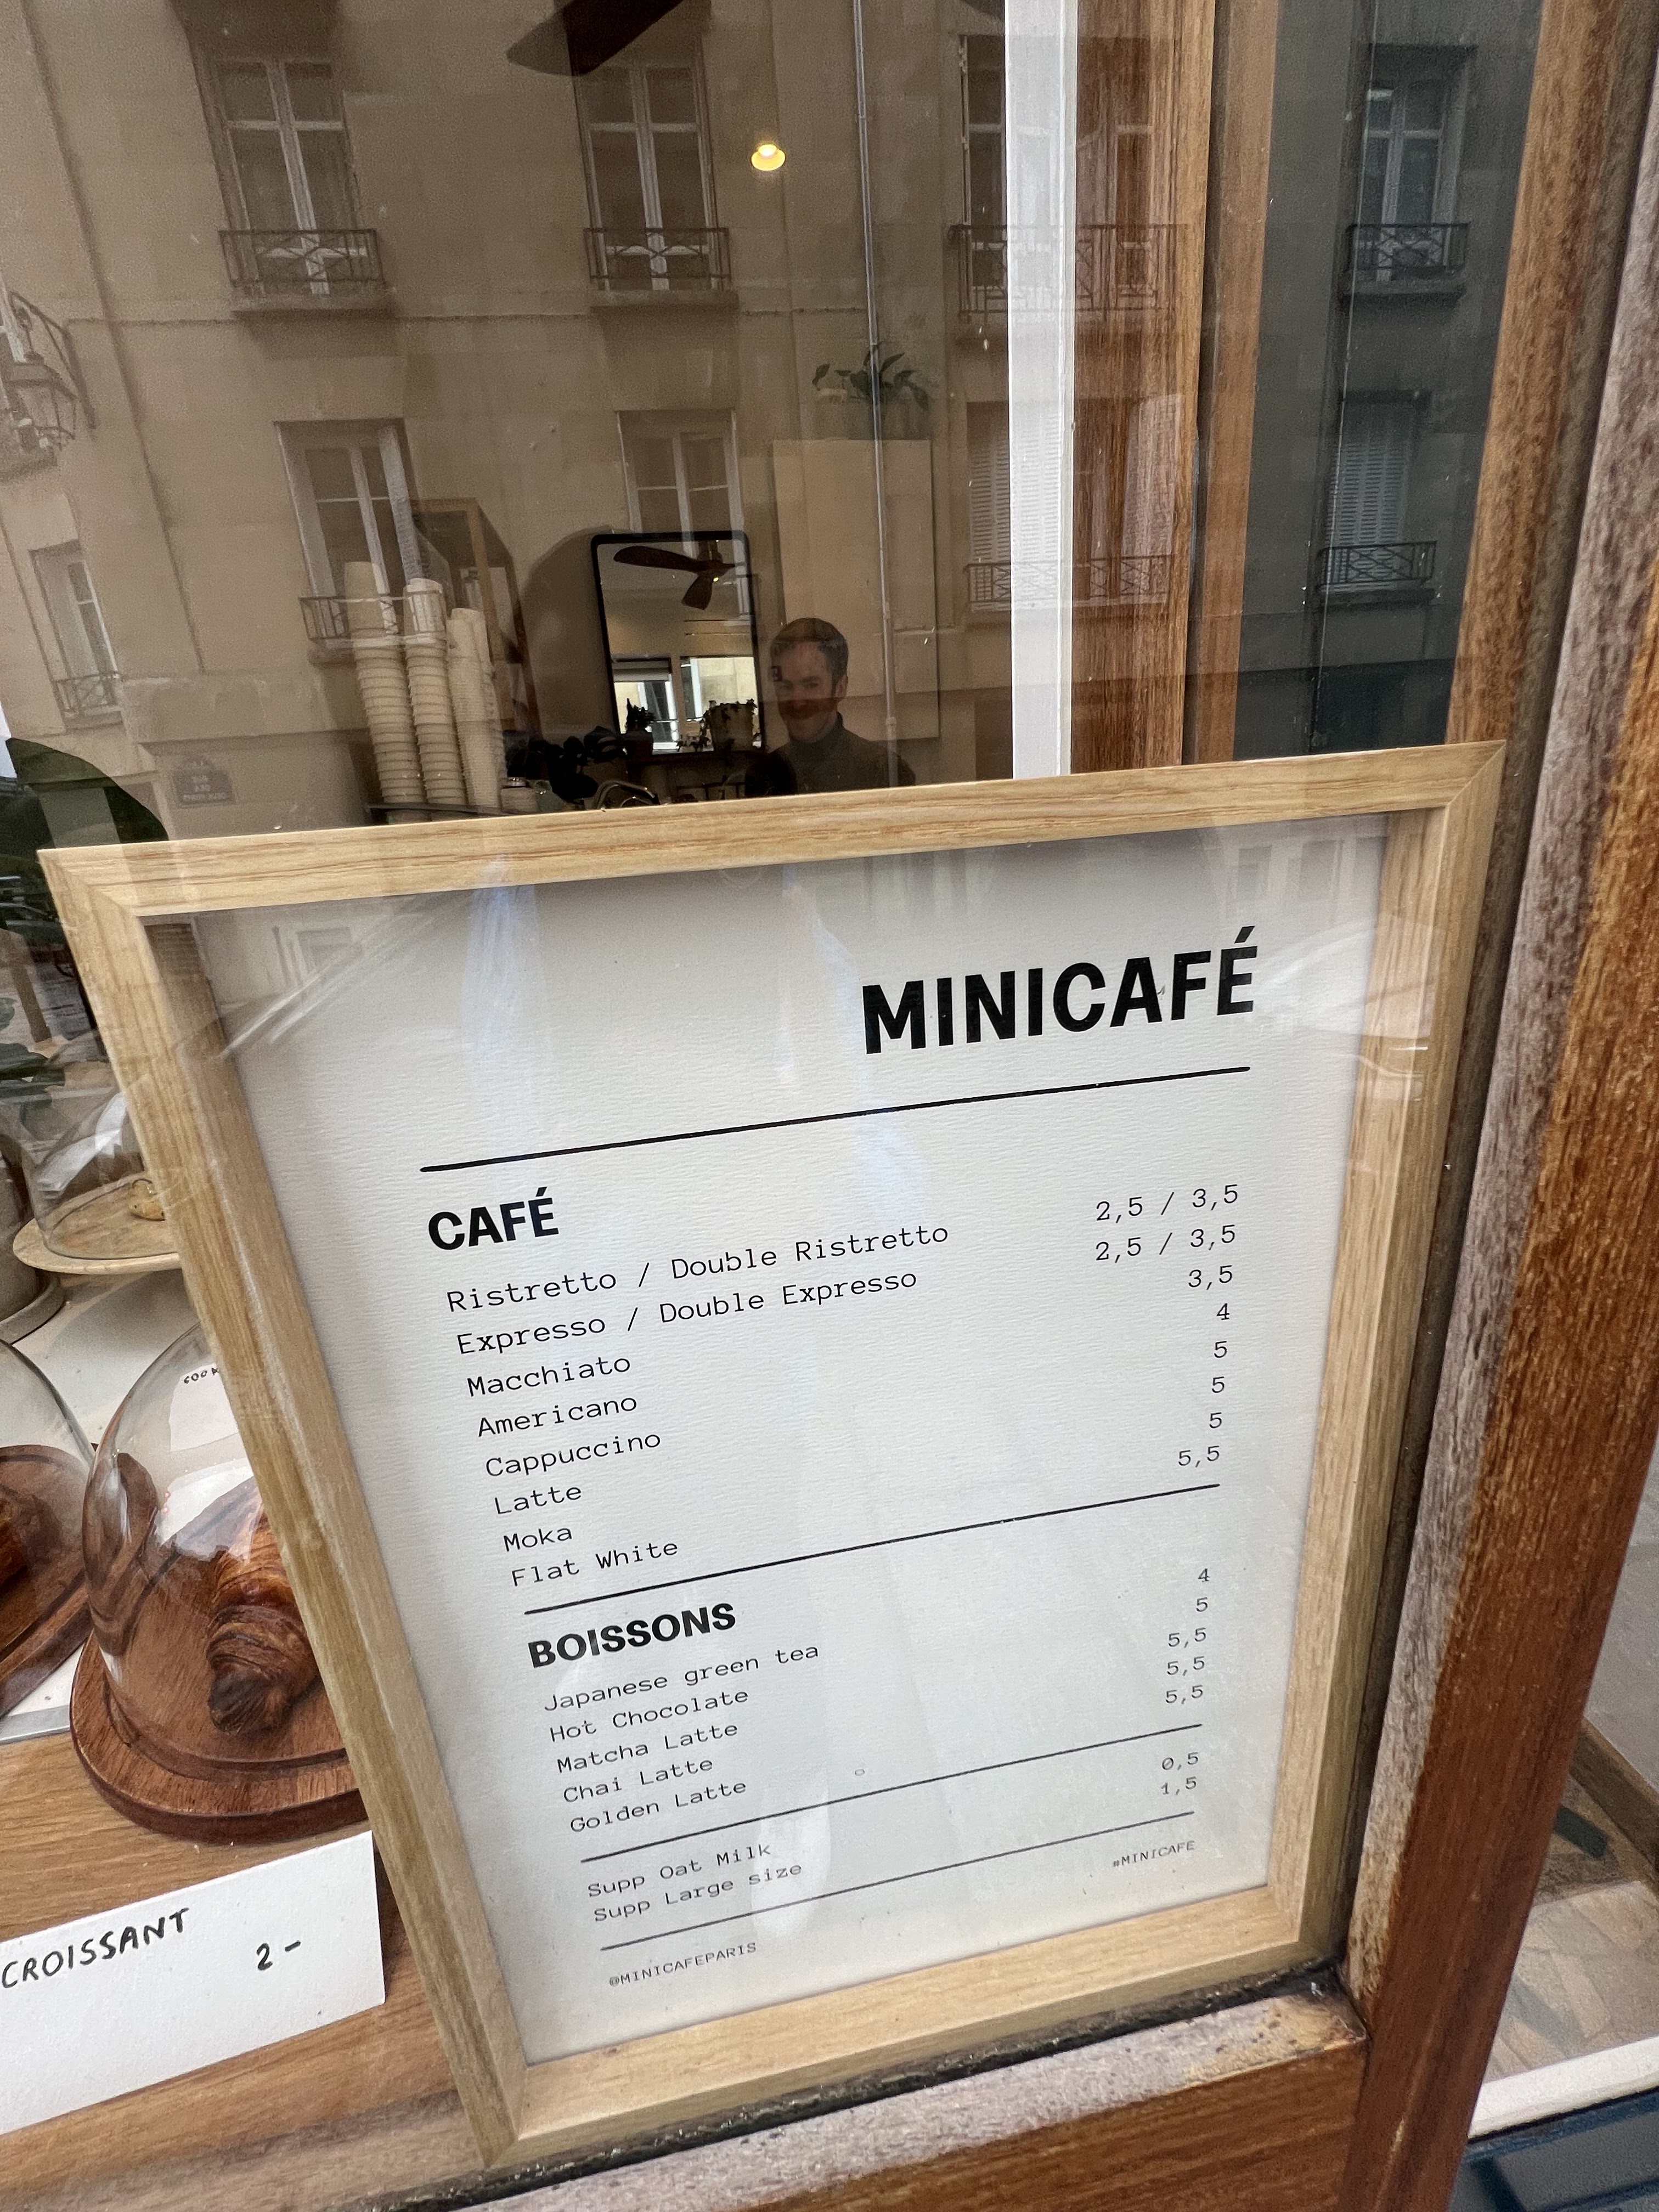 MINICAFÉ
CAFÉ
Ristretto / Double Ristretto 2,5 / 3,5
Expresso / Double Expresso 2,5 / 3,5
Macchiato 3,5
Americano 4
Cappuccino 5
Latte 5
Moka 5
Flat White 5,5
BOISSONS
Japanese green tea 4
Hot Chocolate 5
Matcha Latte 5,5
Chai Latte 5,5
Golden Latte 5,5
Supp Oat Milk 0,5
Supp Large size 1,5
@MINICAFEPARIS #MINICAFE
CROISSANT 2-